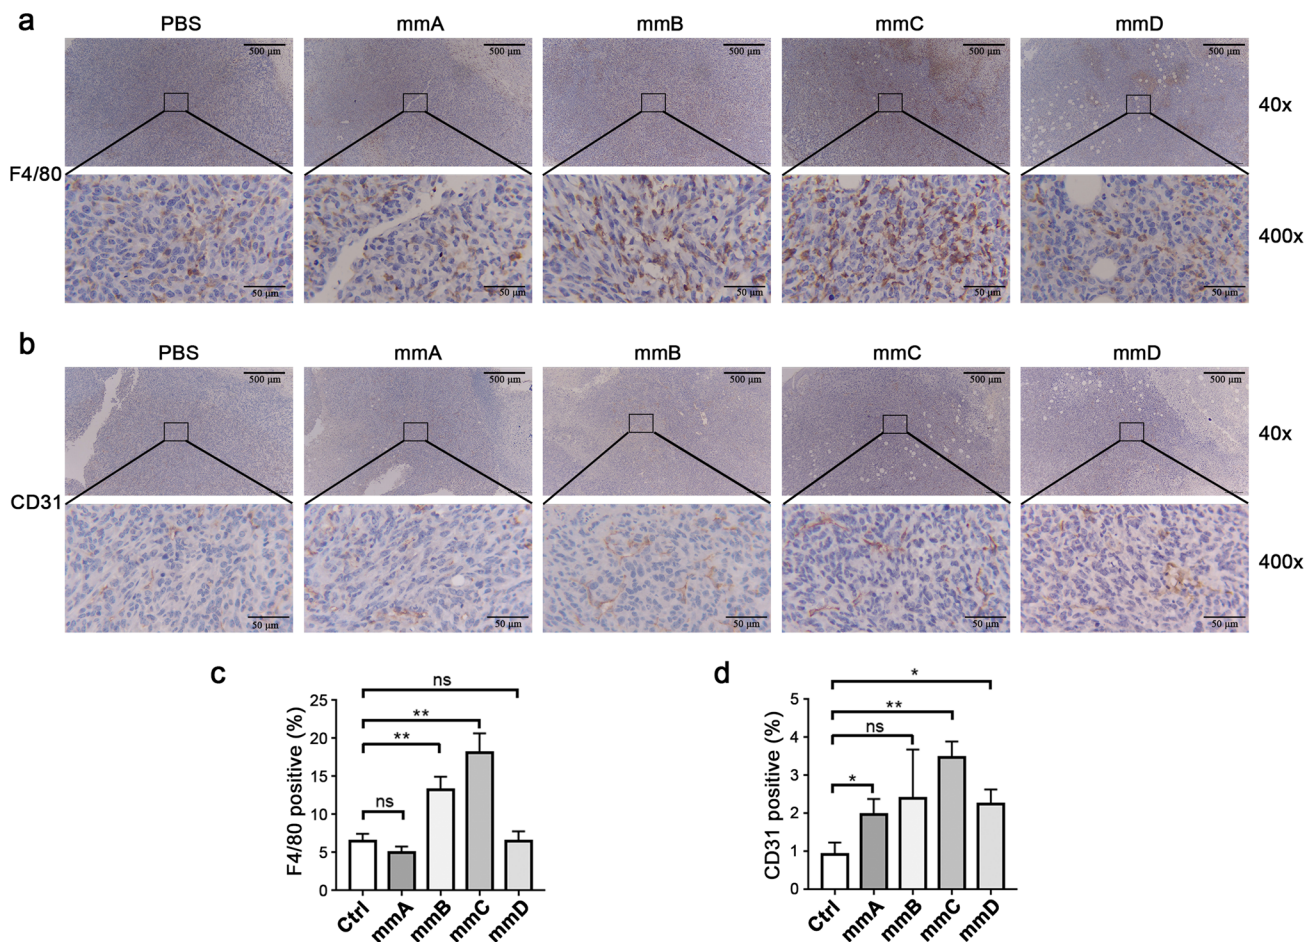 a
PBS mmA mmB mmC mmD
500 μm 500 μm 500 μm 500 μm 500 μm
40x
F4/80
400x
50 μm 50 μm 50 μm 50 μm 50 μm
b
PBS mmA mmB mmC mmD
500 μm 500 μm 500 μm 500 μm 500 μm
40x
CD31
400x
50 μm 50 μm 50 μm 50 μm 50 μm
c
F4/80 positive (%)
25
20
15
10
5
0
ns
**
**
ns
Ctrl mmA mmB mmC mmD
d
CD31 positive (%)
5
4
3
2
1
0
*
**
ns
*
Ctrl mmA mmB mmC mmD